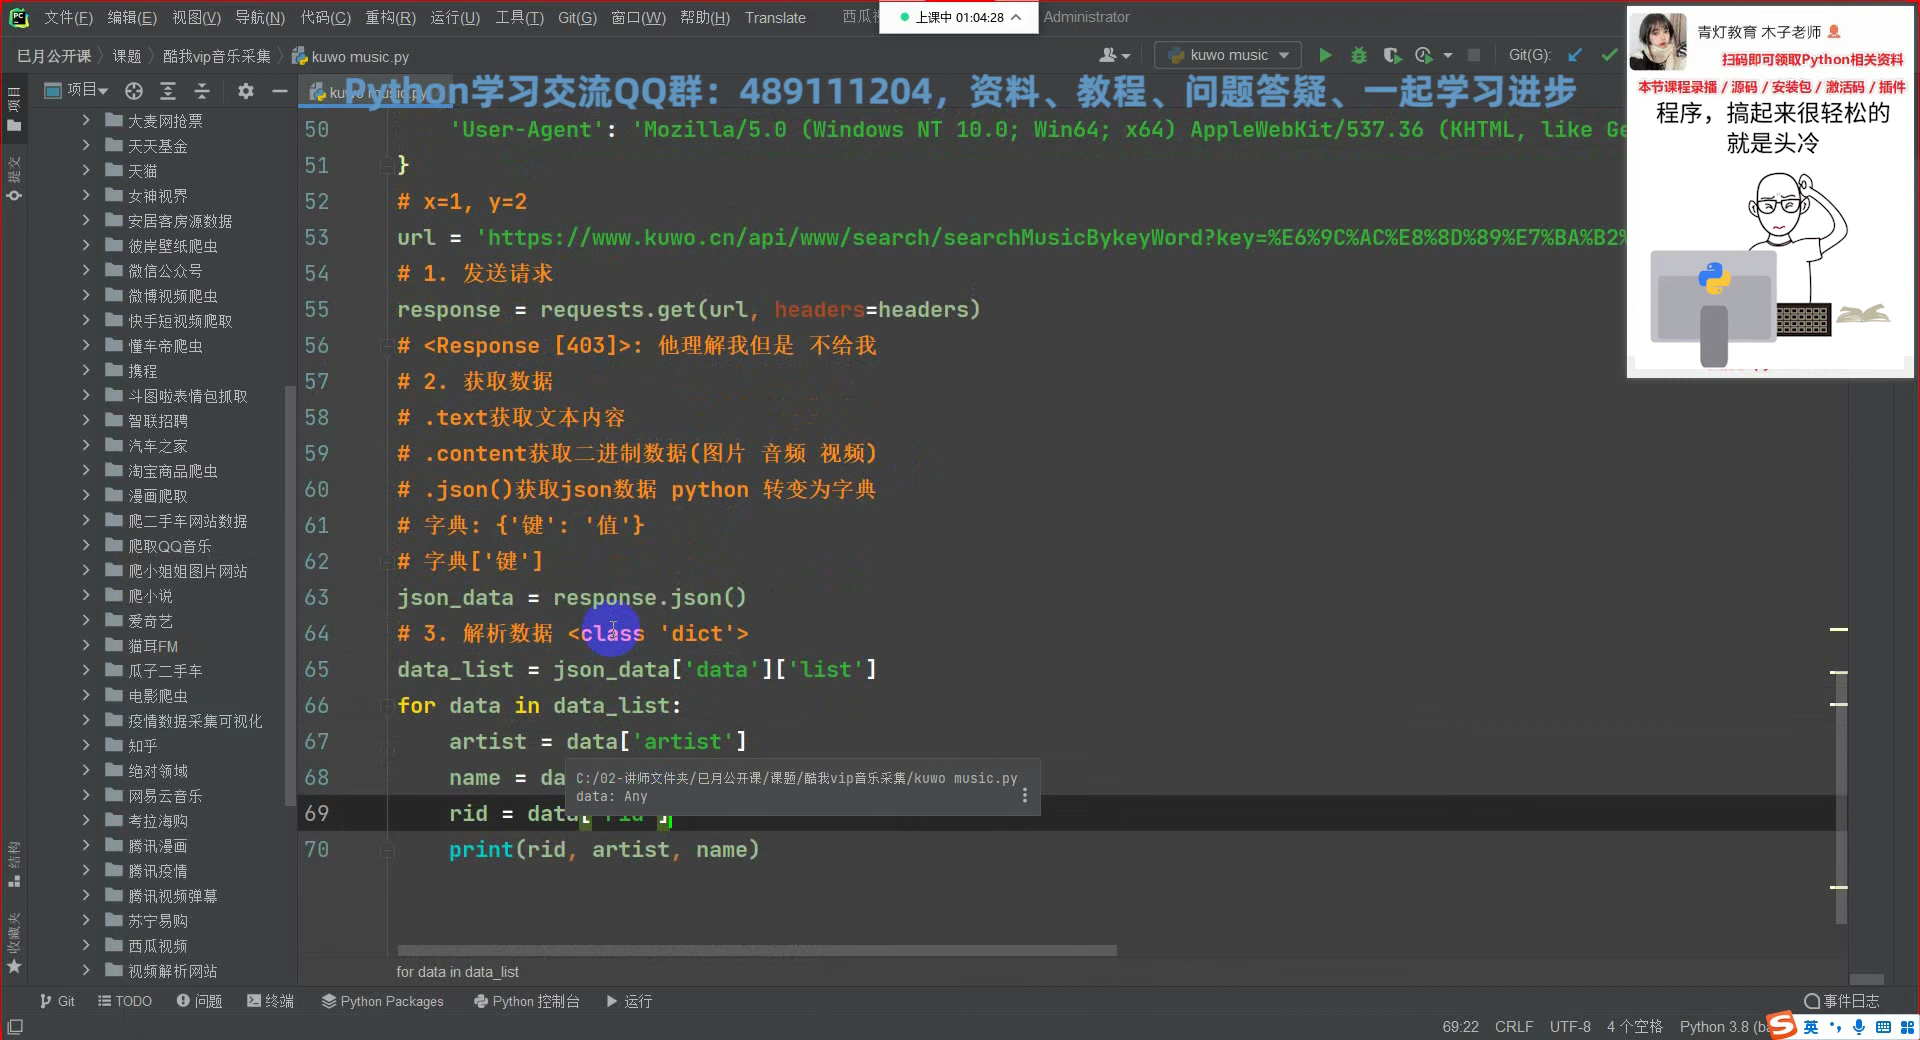 文件(F) 编辑(E) 视图(V) 导航(N) 代码(C) 重构(R) 运行(U) 工具(T) Git(G) 窗口(W) 帮助(H) Translate
上课中 01:04:28
Administrator
巳月公开课 课题 酷我vip音乐采集 kuwo music.py
kuwo music
Git(G):
项目
Python学习交流QQ群：489111204，资料、教程、问题答疑、一起学习进步
青灯教育 木子老师
扫码即可领取Python相关资料
本节课程录播 / 源码 / 安装包 / 激活码 / 插件
程序，搞起来很轻松的
就是头冷
项目
提交
结构
收藏夹
大麦网抢票
天天基金
天猫
女神视界
安居客房源数据
彼岸壁纸爬虫
微信公众号
微博视频爬虫
快手短视频爬取
懂车帝爬虫
携程
斗图啦表情包抓取
智联招聘
汽车之家
淘宝商品爬虫
漫画爬取
爬二手车网站数据
爬取QQ音乐
爬小姐姐图片网站
爬小说
爱奇艺
猫耳FM
瓜子二手车
电影爬虫
疫情数据采集可视化
知乎
绝对领域
网易云音乐
考拉海购
腾讯漫画
腾讯疫情
腾讯视频弹幕
苏宁易购
西瓜视频
视频解析网站
50 'User-Agent': 'Mozilla/5.0 (Windows NT 10.0; Win64; x64) AppleWebKit/537.36 (KHTML, like Ge
51 }
52 # x=1, y=2
53 url = 'https://www.kuwo.cn/api/www/search/searchMusicBykeyWord?key=%E6%9C%AC%E8%8D%89%E7%BA%B2%
54 # 1. 发送请求
55 response = requests.get(url, headers=headers)
56 # <Response [403]>: 他理解我但是 不给我
57 # 2. 获取数据
58 # .text获取文本内容
59 # .content获取二进制数据(图片 音频 视频)
60 # .json()获取json数据 python 转变为字典
61 # 字典: {'键': '值'}
62 # 字典['键']
63 json_data = response.json()
64 # 3. 解析数据 <class 'dict'>
65 data_list = json_data['data']['list']
66 for data in data_list:
67 artist = data['artist']
68 name = da
C:/02-讲师文件夹/巳月公开课/课题/酷我vip音乐采集/kuwo music.py
data: Any
69 rid = data['rid']
70 print(rid, artist, name)
for data in data_list
Git TODO 问题 终端 Python Packages Python 控制台 运行 事件日志
69:22 CRLF UTF-8 4 个空格 Python 3.8 (ba
英